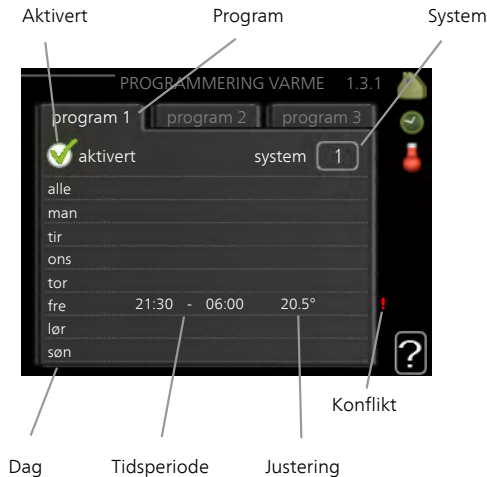 Aktivert Program System
PROGRAMMERING VARME 1.3.1
program 1 program 2 program 3
aktivert system 1
alle
man
tir
ons
tor
fre 21:30 - 06:00 20.5° !
lør
søn
?
Konflikt
Dag Tidsperiode Justering